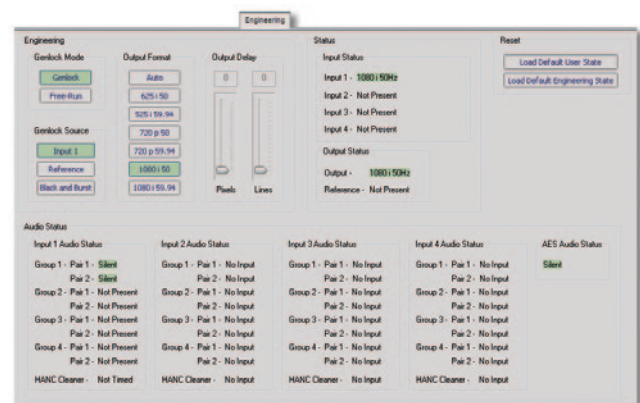 Engineering
Engineering
Genlock Mode
Genlock
Free-Run
Genlock Source
Input 1
Reference
Black and Burst
Output Format
Auto
625 i 50
525 i 59.94
720 p 50
720 p 59.94
1080 i 50
1080 i 59.94
Output Delay
0 0
Pixels Lines
Status
Input Status
Input 1 - 1080 i 50Hz
Input 2 - Not Present
Input 3 - Not Present
Input 4 - Not Present
Output Status
Output - 1080 i 50Hz
Reference - Not Present
Reset
Load Default User State
Load Default Engineering State
Audio Status
Input 1 Audio Status
Group 1 - Pair 1 - Silent
Pair 2 - Silent
Group 2 - Pair 1 - Not Present
Pair 2 - Not Present
Group 3 - Pair 1 - Not Present
Pair 2 - Not Present
Group 4 - Pair 1 - Not Present
Pair 2 - Not Present
HANC Cleaner - Not Timed
Input 2 Audio Status
Group 1 - Pair 1 - No Input
Pair 2 - No Input
Group 2 - Pair 1 - No Input
Pair 2 - No Input
Group 3 - Pair 1 - No Input
Pair 2 - No Input
Group 4 - Pair 1 - No Input
Pair 2 - No Input
HANC Cleaner - No Input
Input 3 Audio Status
Group 1 - Pair 1 - No Input
Pair 2 - No Input
Group 2 - Pair 1 - No Input
Pair 2 - No Input
Group 3 - Pair 1 - No Input
Pair 2 - No Input
Group 4 - Pair 1 - No Input
Pair 2 - No Input
HANC Cleaner - No Input
Input 4 Audio Status
Group 1 - Pair 1 - No Input
Pair 2 - No Input
Group 2 - Pair 1 - No Input
Pair 2 - No Input
Group 3 - Pair 1 - No Input
Pair 2 - No Input
Group 4 - Pair 1 - No Input
Pair 2 - No Input
HANC Cleaner - No Input
AES Audio Status
Silent